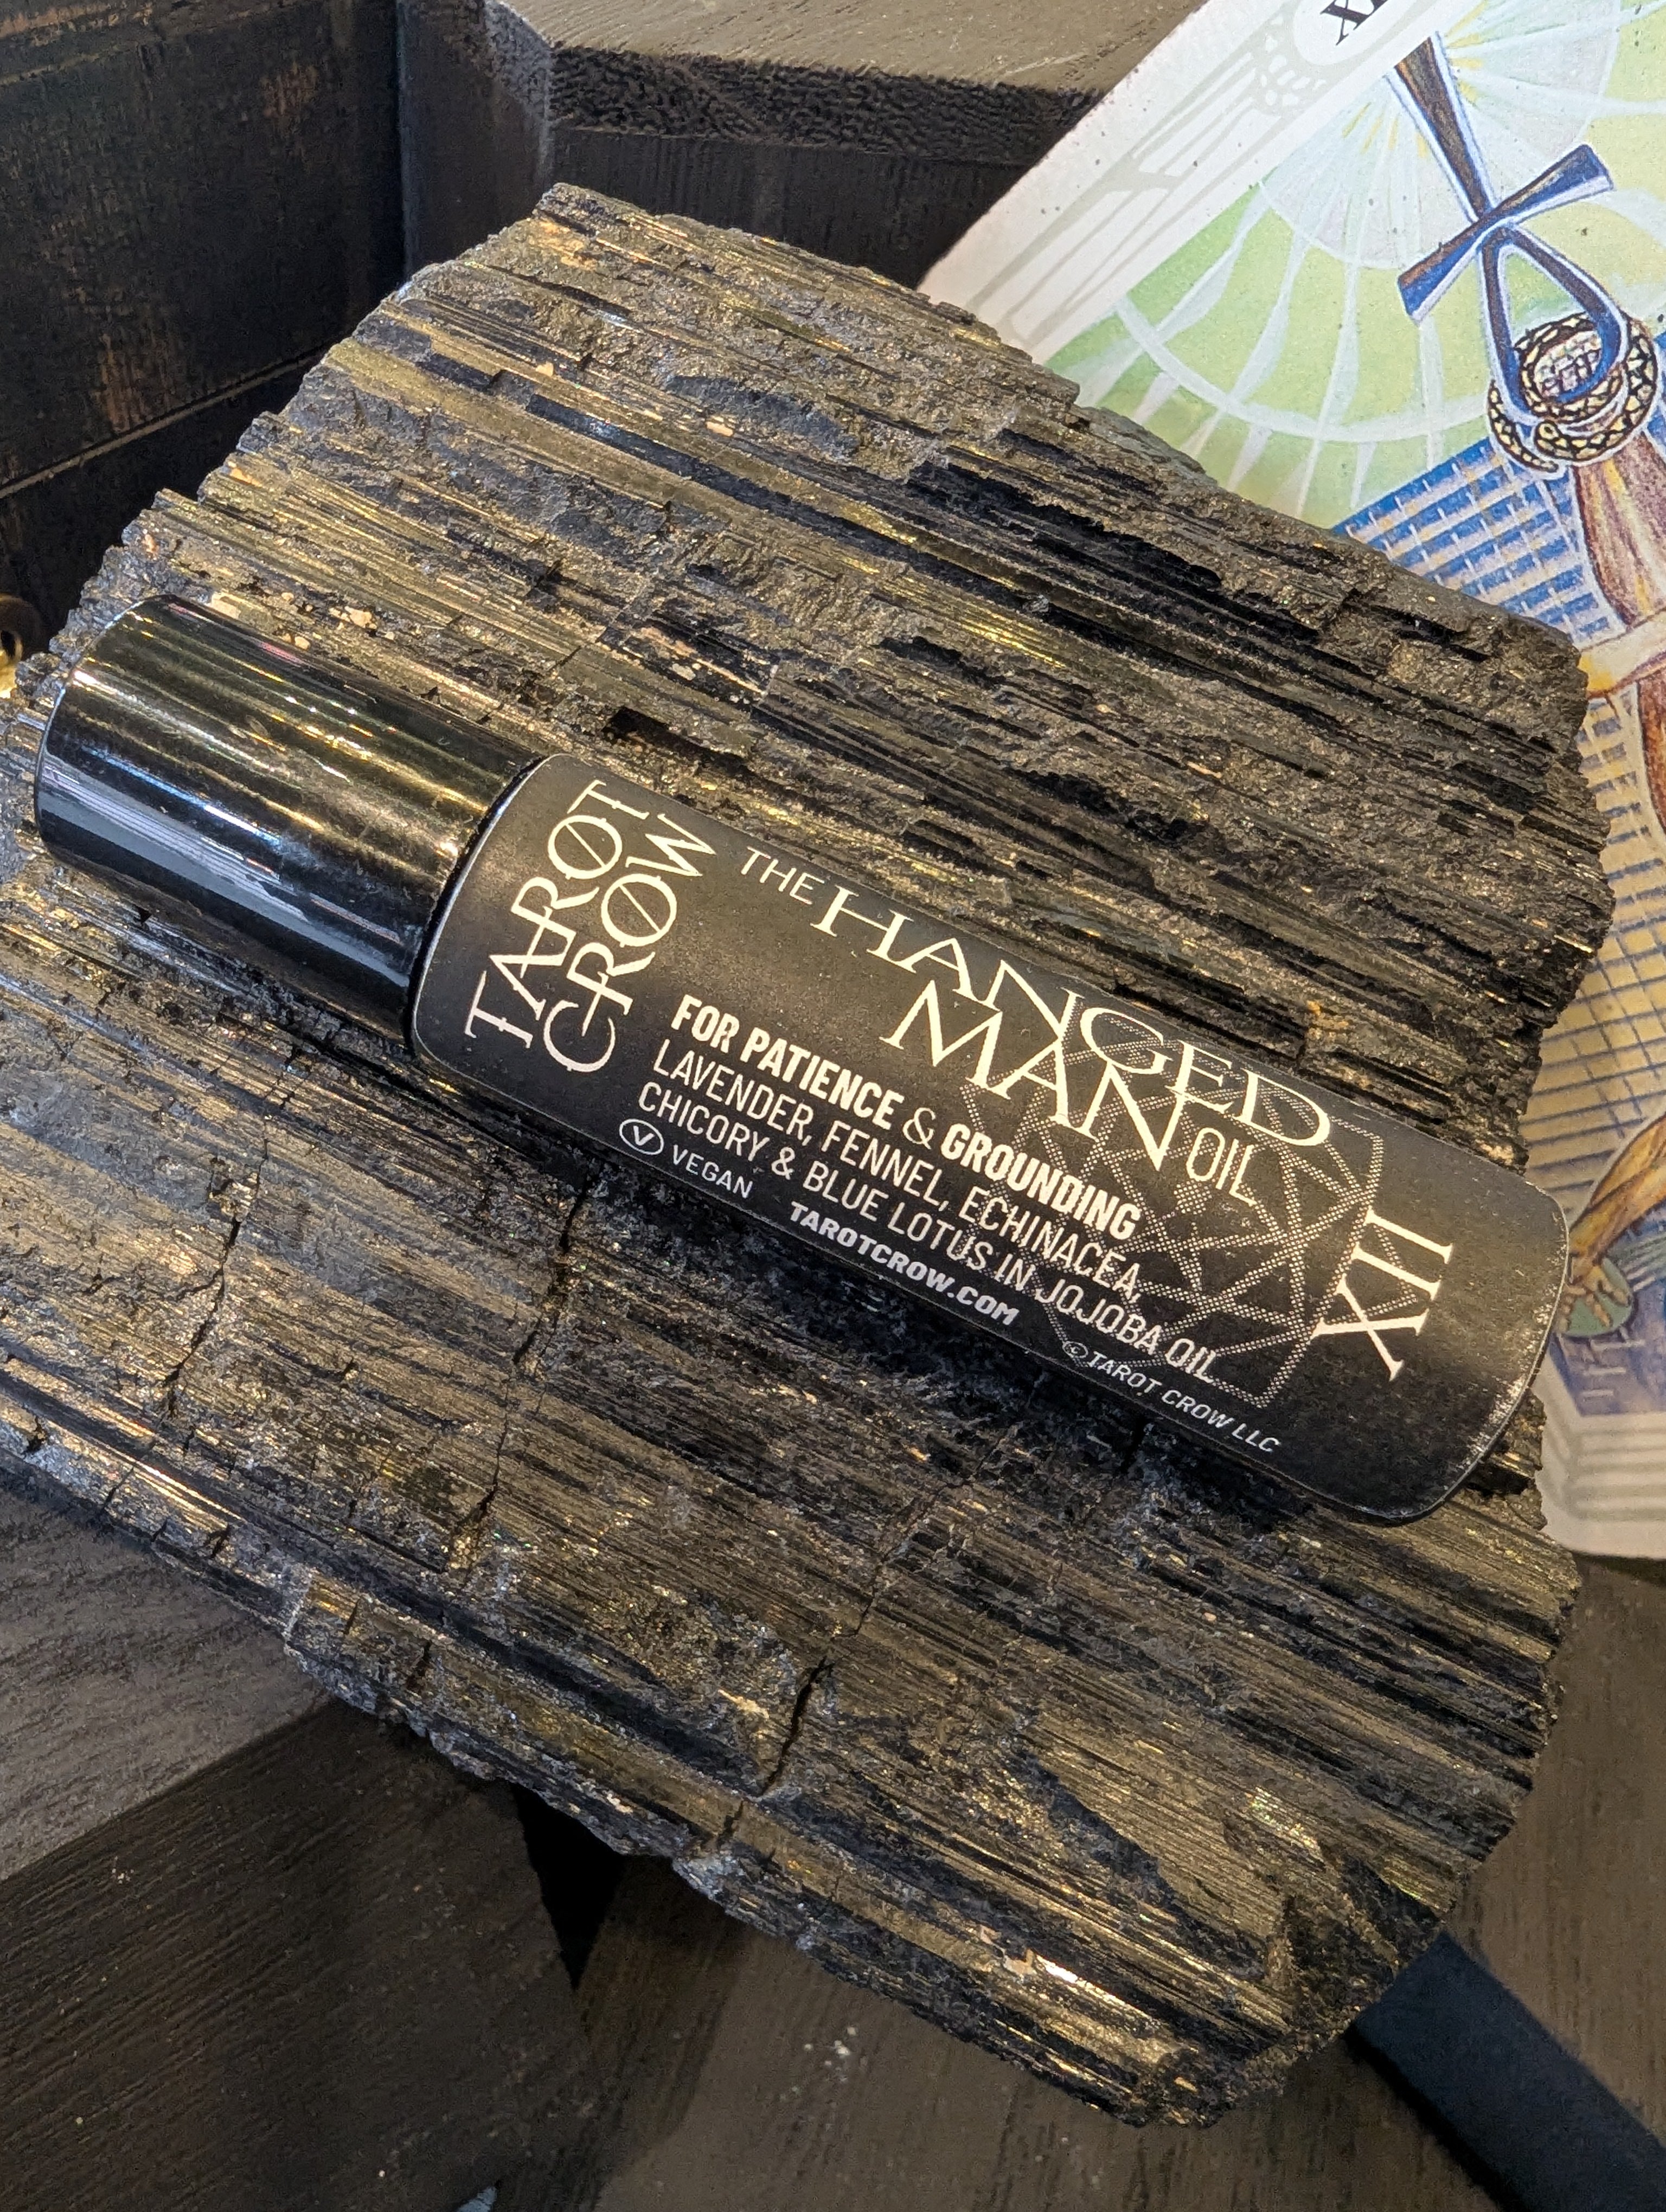 TAROT
CROW
THE HANGED
MAN OIL
FOR PATIENCE & GROUNDING
LAVENDER, FENNEL, ECHINACEA,
CHICORY & BLUE LOTUS IN JOJOBA OIL
V VEGAN
TAROTCROW.COM
© TAROT CROW LLC
XII